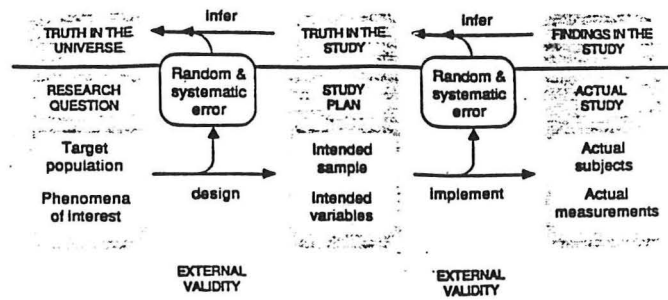 infer
infer
TRUTH IN THE
UNIVERSE
TRUTH IN THE
STUDY
FINDINGS IN THE
STUDY
Random &
systematic
error
Random &
systematic
error
RESEARCH
QUESTION
STUDY
PLAN
ACTUAL
STUDY
Target
population
Intended
sample
Actual
subjects
design
implement
Phenomena
of interest
Intended
variables
Actual
measurements
EXTERNAL
VALIDITY
EXTERNAL
VALIDITY